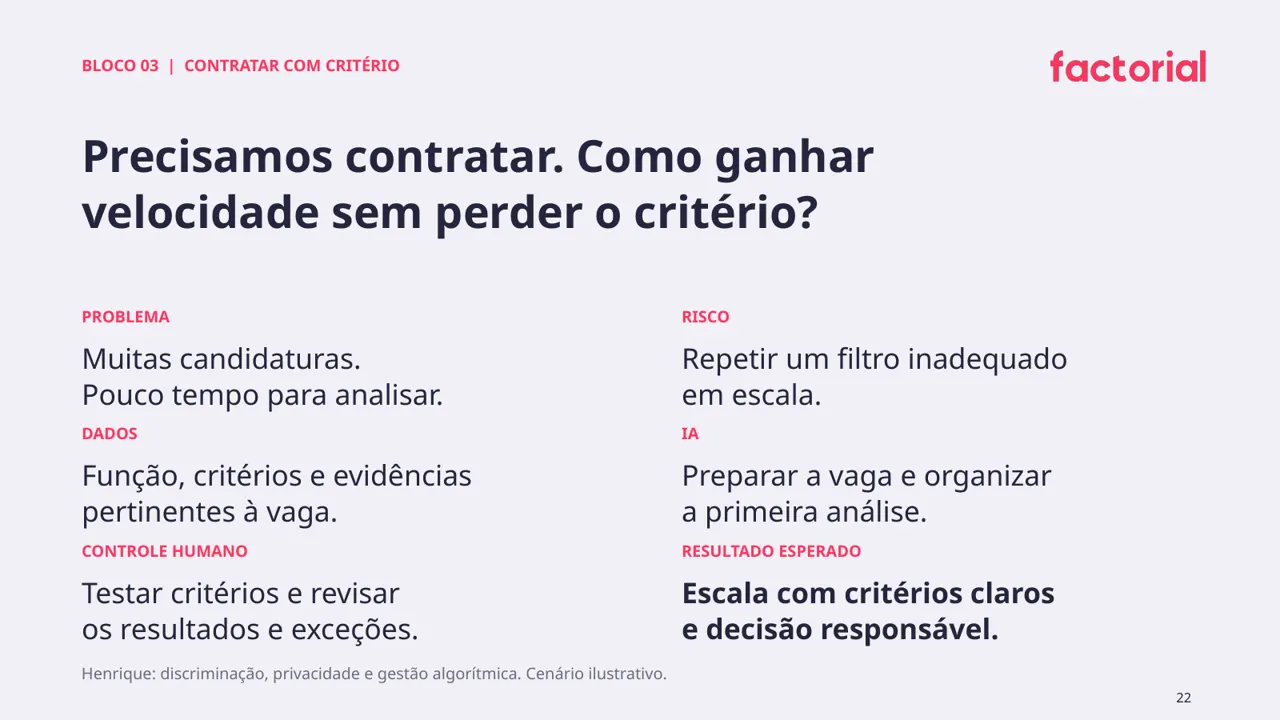 BLOCO 03 | CONTRATAR COM CRITÉRIO
factorial
Precisamos contratar. Como ganhar
velocidade sem perder o critério?
PROBLEMA
Muitas candidaturas.
Pouco tempo para analisar.
RISCO
Repetir um filtro inadequado
em escala.
DADOS
Função, critérios e evidências
pertinentes à vaga.
IA
Preparar a vaga e organizar
a primeira análise.
CONTROLE HUMANO
Testar critérios e revisar
os resultados e exceções.
RESULTADO ESPERADO
Escala com critérios claros
e decisão responsável.
Henrique: discriminação, privacidade e gestão algorítmica. Cenário ilustrativo.
22